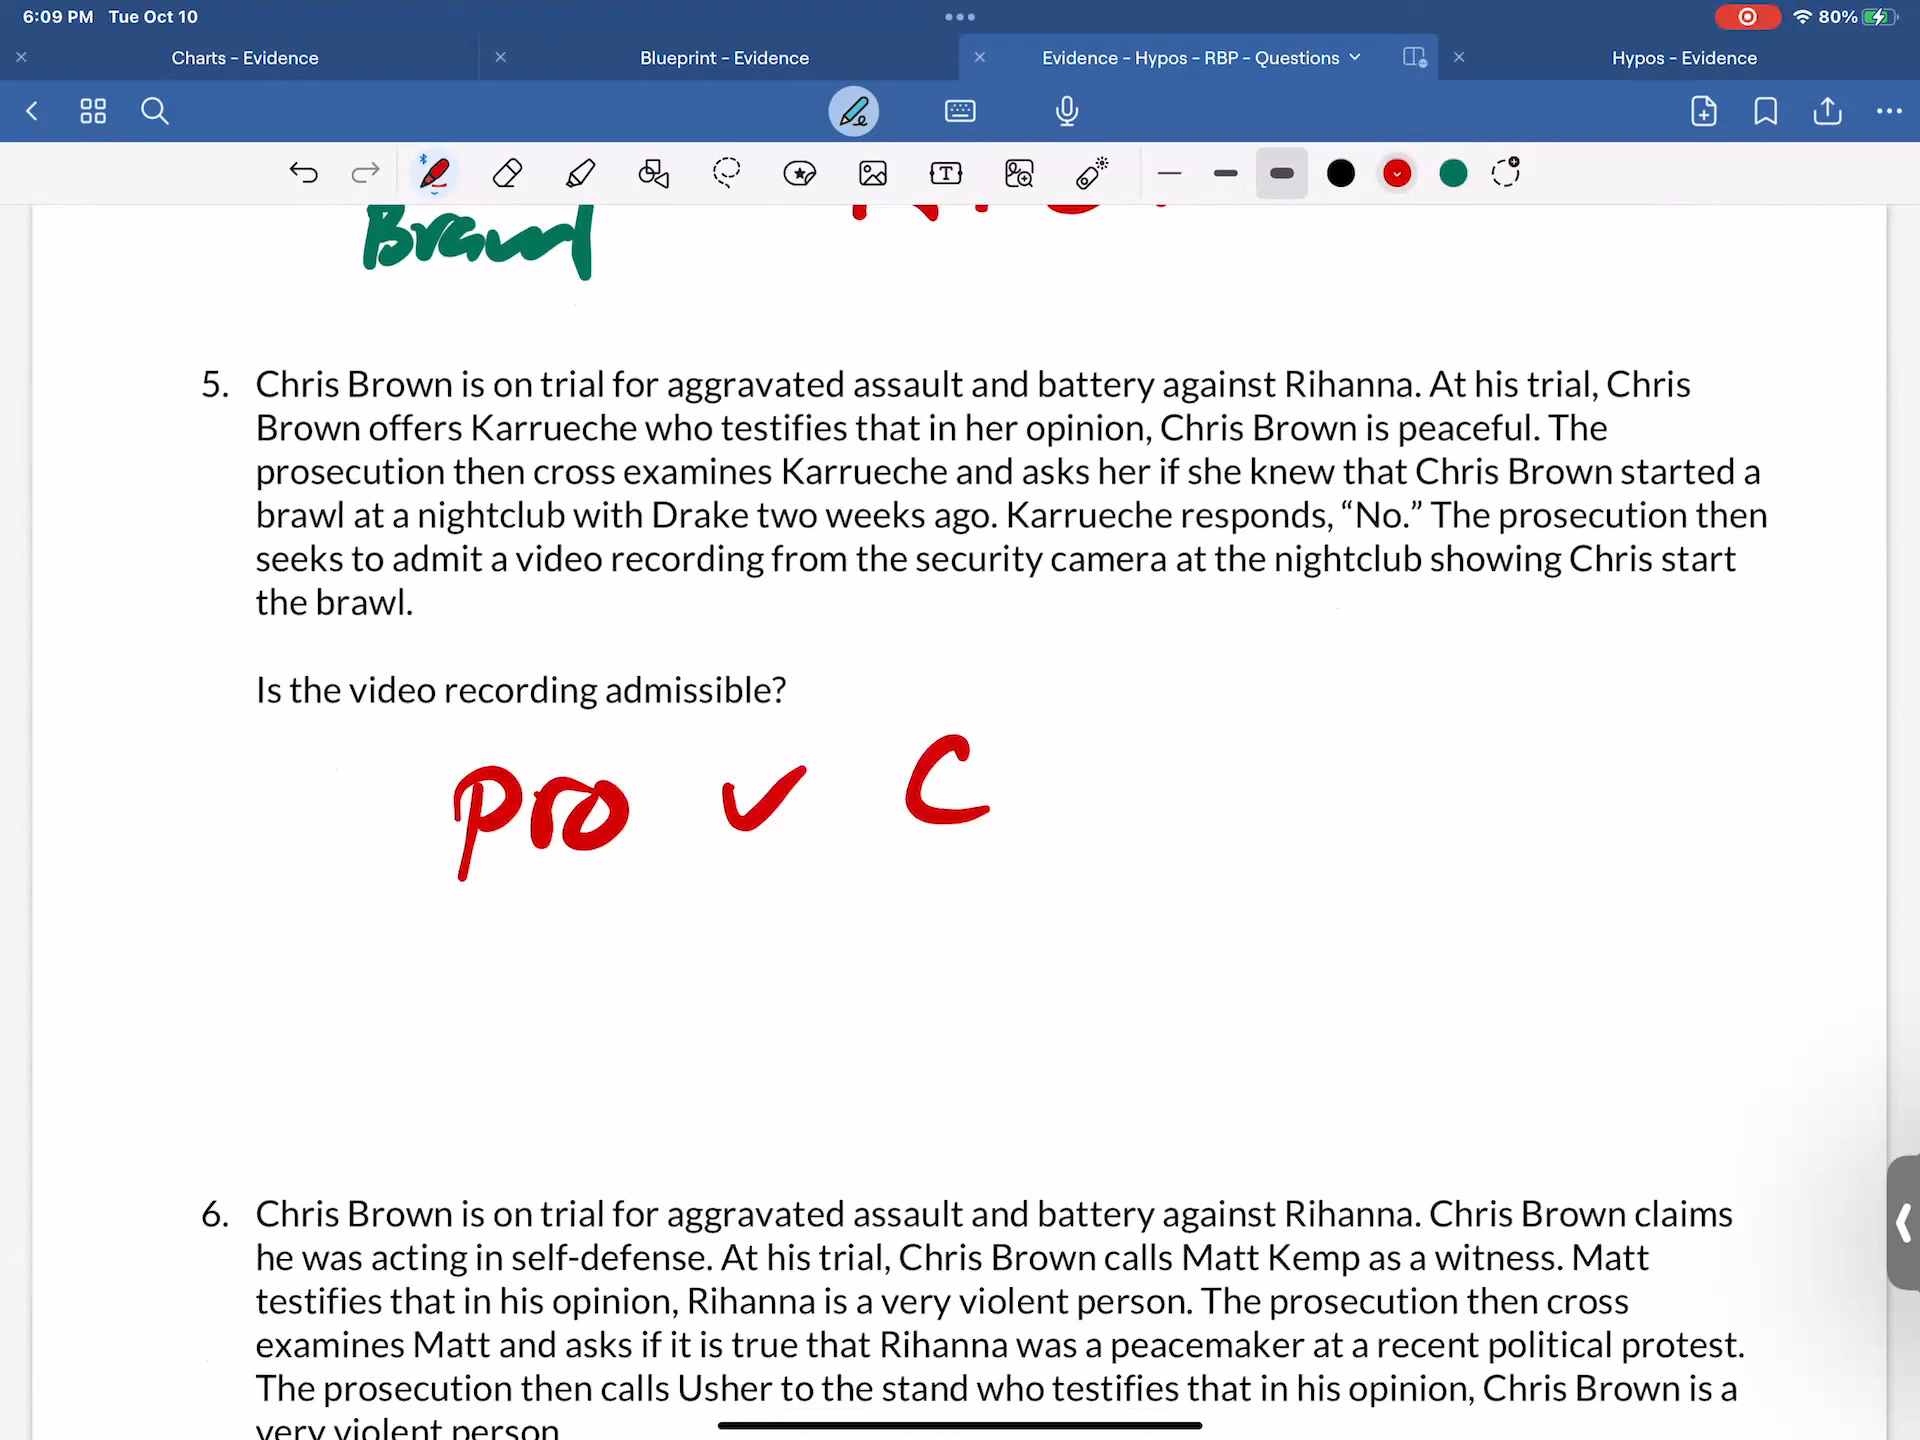 6:09 PM Tue Oct 10
80%
Charts - Evidence
Blueprint - Evidence
Evidence - Hypos - RBP - Questions
Hypos - Evidence
Brawl
5. Chris Brown is on trial for aggravated assault and battery against Rihanna. At his trial, Chris
Brown offers Karrueche who testifies that in her opinion, Chris Brown is peaceful. The
prosecution then cross examines Karrueche and asks her if she knew that Chris Brown started a
brawl at a nightclub with Drake two weeks ago. Karrueche responds, “No.” The prosecution then
seeks to admit a video recording from the security camera at the nightclub showing Chris start
the brawl.
Is the video recording admissible?
pro v C
6. Chris Brown is on trial for aggravated assault and battery against Rihanna. Chris Brown claims
he was acting in self-defense. At his trial, Chris Brown calls Matt Kemp as a witness. Matt
testifies that in his opinion, Rihanna is a very violent person. The prosecution then cross
examines Matt and asks if it is true that Rihanna was a peacemaker at a recent political protest.
The prosecution then calls Usher to the stand who testifies that in his opinion, Chris Brown is a
very violent person